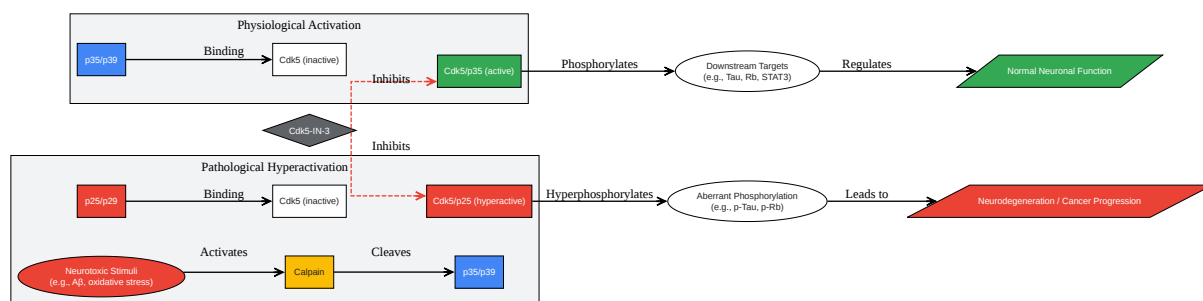 Physiological Activation
p35/p39
Binding
Cdk5 (inactive)
Inhibits
Cdk5/p35 (active)
Phosphorylates
Downstream Targets
(e.g., Tau, Rb, STAT3)
Regulates
Normal Neuronal Function
Cdk5-IN-3
Inhibits
Pathological Hyperactivation
p25/p29
Binding
Cdk5 (inactive)
Cdk5/p25 (hyperactive)
Hyperphosphorylates
Aberrant Phosphorylation
(e.g., p-Tau, p-Rb)
Leads to
Neurodegeneration / Cancer Progression
Neurotoxic Stimuli
(e.g., Aβ, oxidative stress)
Activates
Calpain
Cleaves
p35/p39